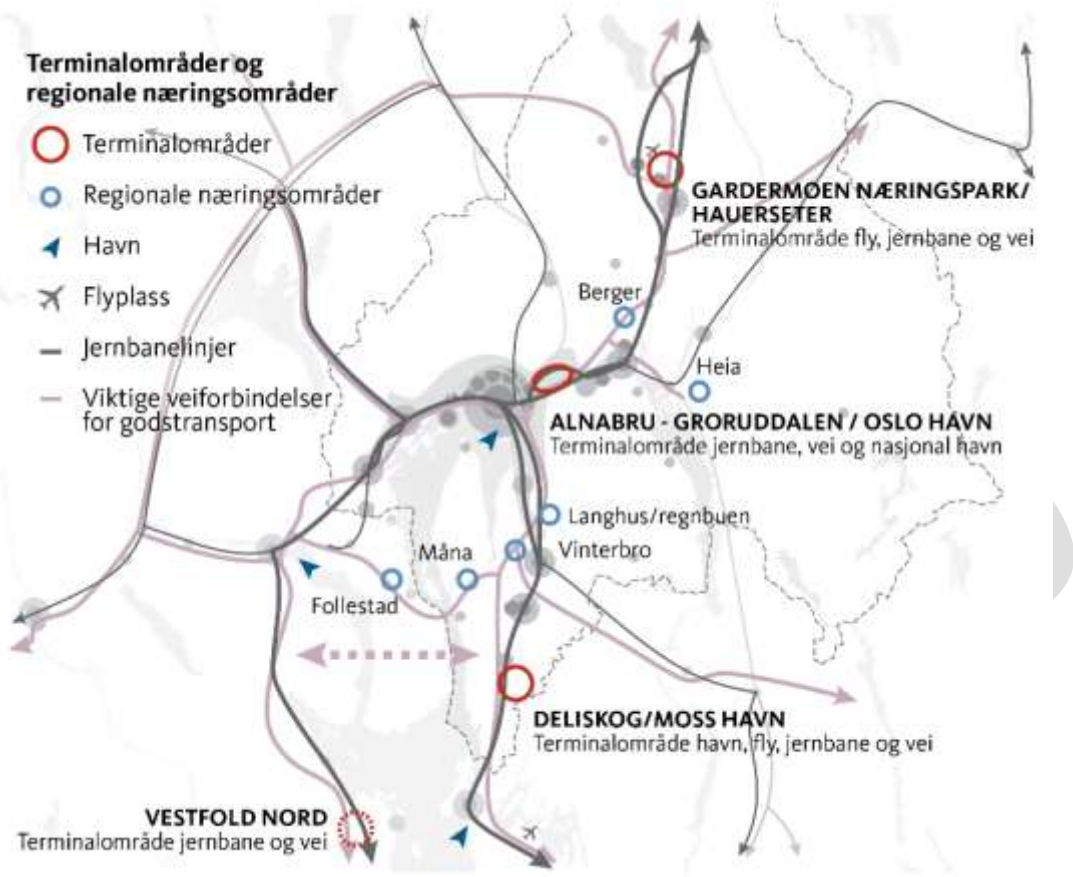 Terminalområder og
regionale næringsområder
Terminalområder
Regionale næringsområder
Havn
Flyplass
Jernbanelinjer
Viktige veiforbindelser
for godstransport
GARDERMOEN NÆRINGSPARK/
HAUERSETER
Terminalområde fly, jernbane og vei
Berger
Heia
ALNABRU - GRORUDDALEN / OSLO HAVN
Terminalområde jernbane, vei og nasjonal havn
Langhus/regnbuen
Måna
Vinterbro
Follestad
DELISKOG/MOSS HAVN
Terminalområde havn, fly, jernbane og vei
VESTFOLD NORD
Terminalområde jernbane og vei